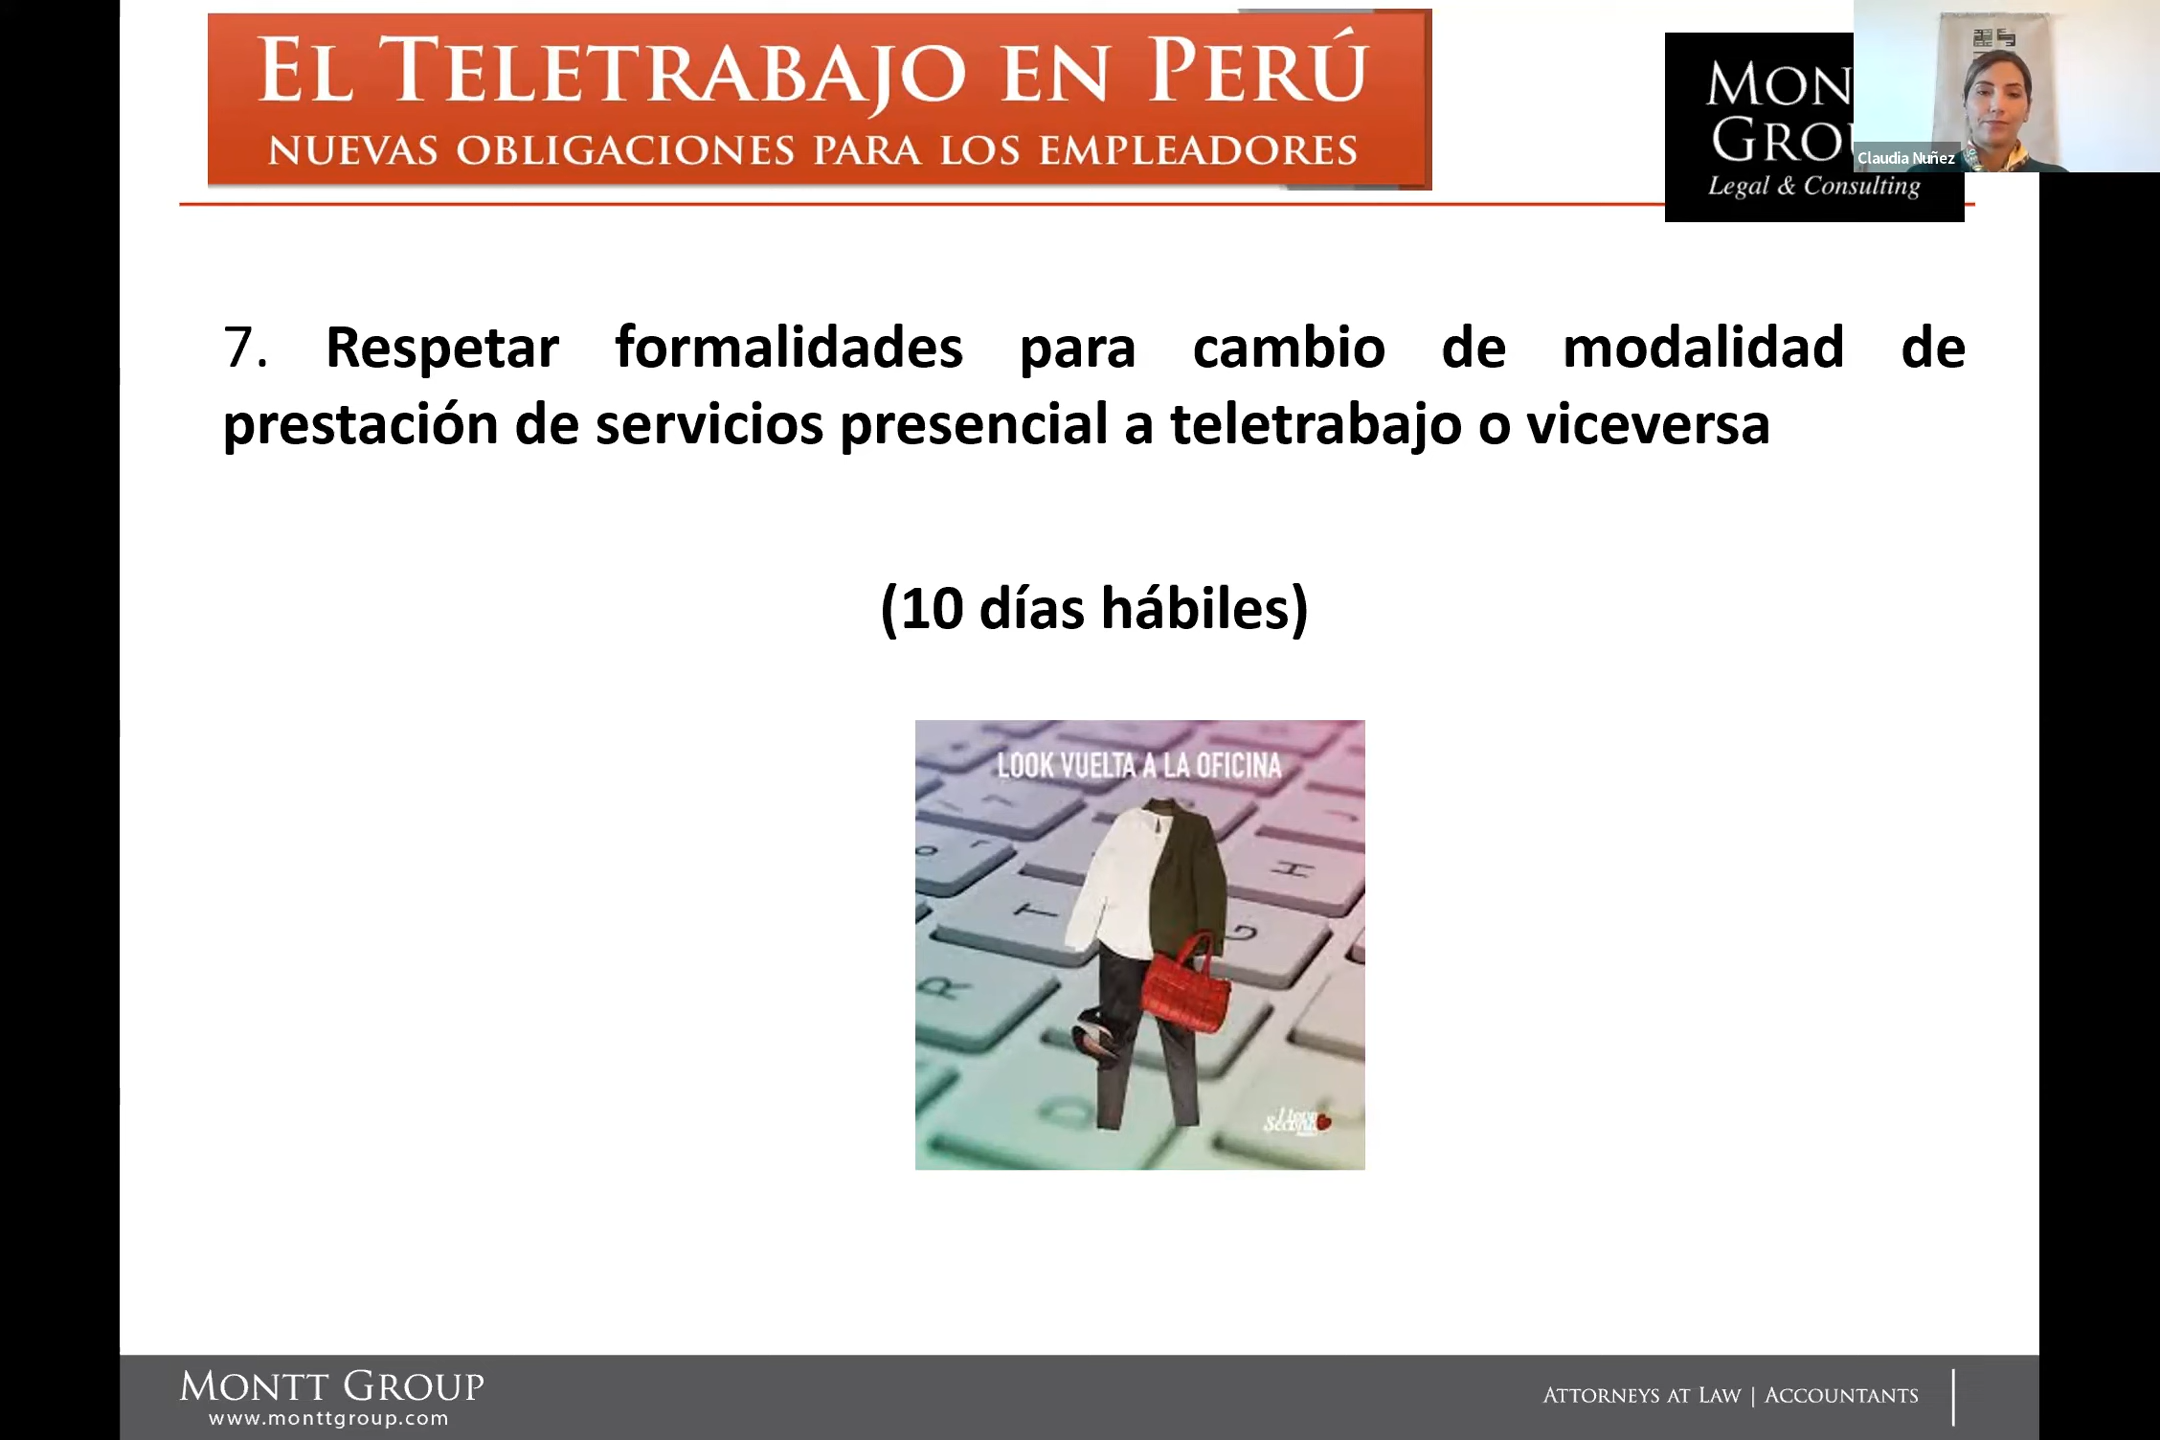 EL TELETRABAJO EN PERÚ
NUEVAS OBLIGACIONES PARA LOS EMPLEADORES
MON
GRO
Legal & Consulting
Claudia Nuñez
7. Respetar formalidades para cambio de modalidad de
prestación de servicios presencial a teletrabajo o viceversa
(10 días hábiles)
LOOK VUELTA A LA OFICINA
H
T
G
R
D
I love
Second
MONTT GROUP
www.monttgroup.com
ATTORNEYS AT LAW | ACCOUNTANTS